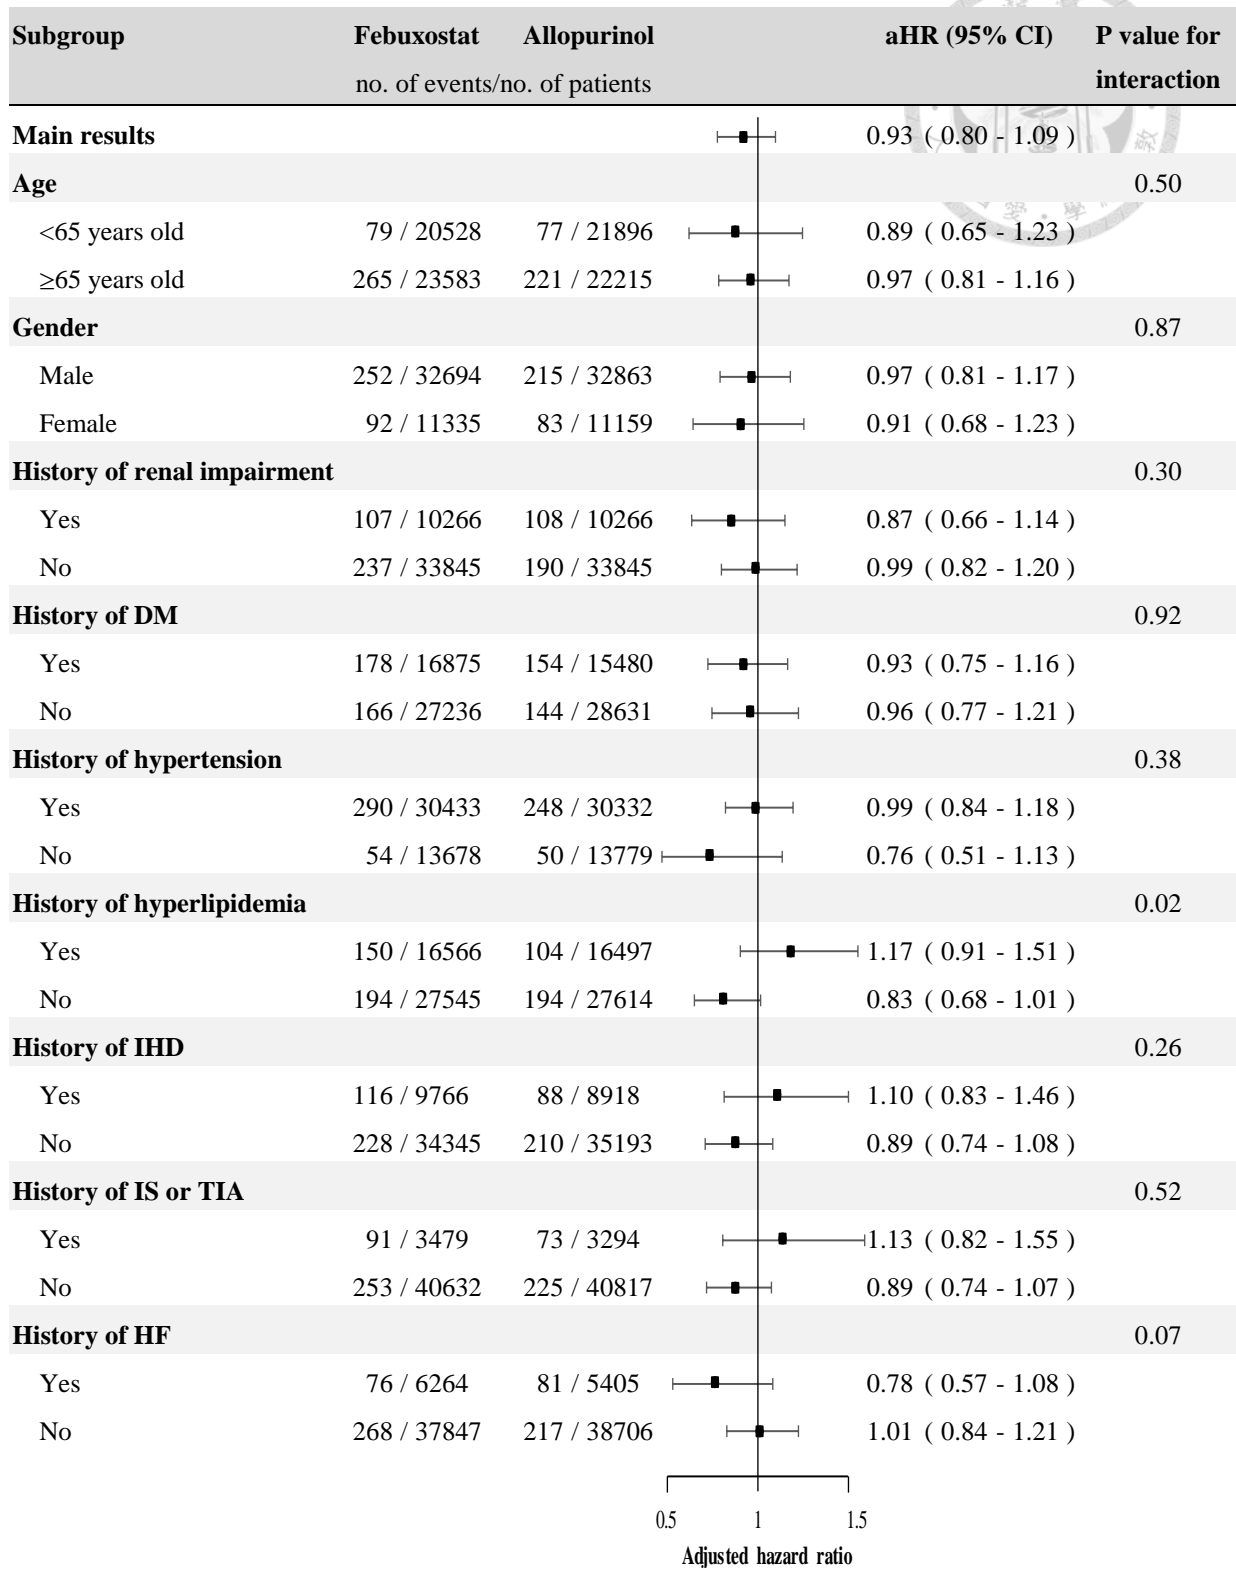 Subgroup Febuxostat Allopurinol aHR (95% CI) P value for
no. of events/no. of patients interaction
Main results 0.93 ( 0.80 - 1.09 )
Age 0.50
<65 years old 79 / 20528 77 / 21896 0.89 ( 0.65 - 1.23 )
≥65 years old 265 / 23583 221 / 22215 0.97 ( 0.81 - 1.16 )
Gender 0.87
Male 252 / 32694 215 / 32863 0.97 ( 0.81 - 1.17 )
Female 92 / 11335 83 / 11159 0.91 ( 0.68 - 1.23 )
History of renal impairment 0.30
Yes 107 / 10266 108 / 10266 0.87 ( 0.66 - 1.14 )
No 237 / 33845 190 / 33845 0.99 ( 0.82 - 1.20 )
History of DM 0.92
Yes 178 / 16875 154 / 15480 0.93 ( 0.75 - 1.16 )
No 166 / 27236 144 / 28631 0.96 ( 0.77 - 1.21 )
History of hypertension 0.38
Yes 290 / 30433 248 / 30332 0.99 ( 0.84 - 1.18 )
No 54 / 13678 50 / 13779 0.76 ( 0.51 - 1.13 )
History of hyperlipidemia 0.02
Yes 150 / 16566 104 / 16497 1.17 ( 0.91 - 1.51 )
No 194 / 27545 194 / 27614 0.83 ( 0.68 - 1.01 )
History of IHD 0.26
Yes 116 / 9766 88 / 8918 1.10 ( 0.83 - 1.46 )
No 228 / 34345 210 / 35193 0.89 ( 0.74 - 1.08 )
History of IS or TIA 0.52
Yes 91 / 3479 73 / 3294 1.13 ( 0.82 - 1.55 )
No 253 / 40632 225 / 40817 0.89 ( 0.74 - 1.07 )
History of HF 0.07
Yes 76 / 6264 81 / 5405 0.78 ( 0.57 - 1.08 )
No 268 / 37847 217 / 38706 1.01 ( 0.84 - 1.21 )
0.5 1 1.5
Adjusted hazard ratio